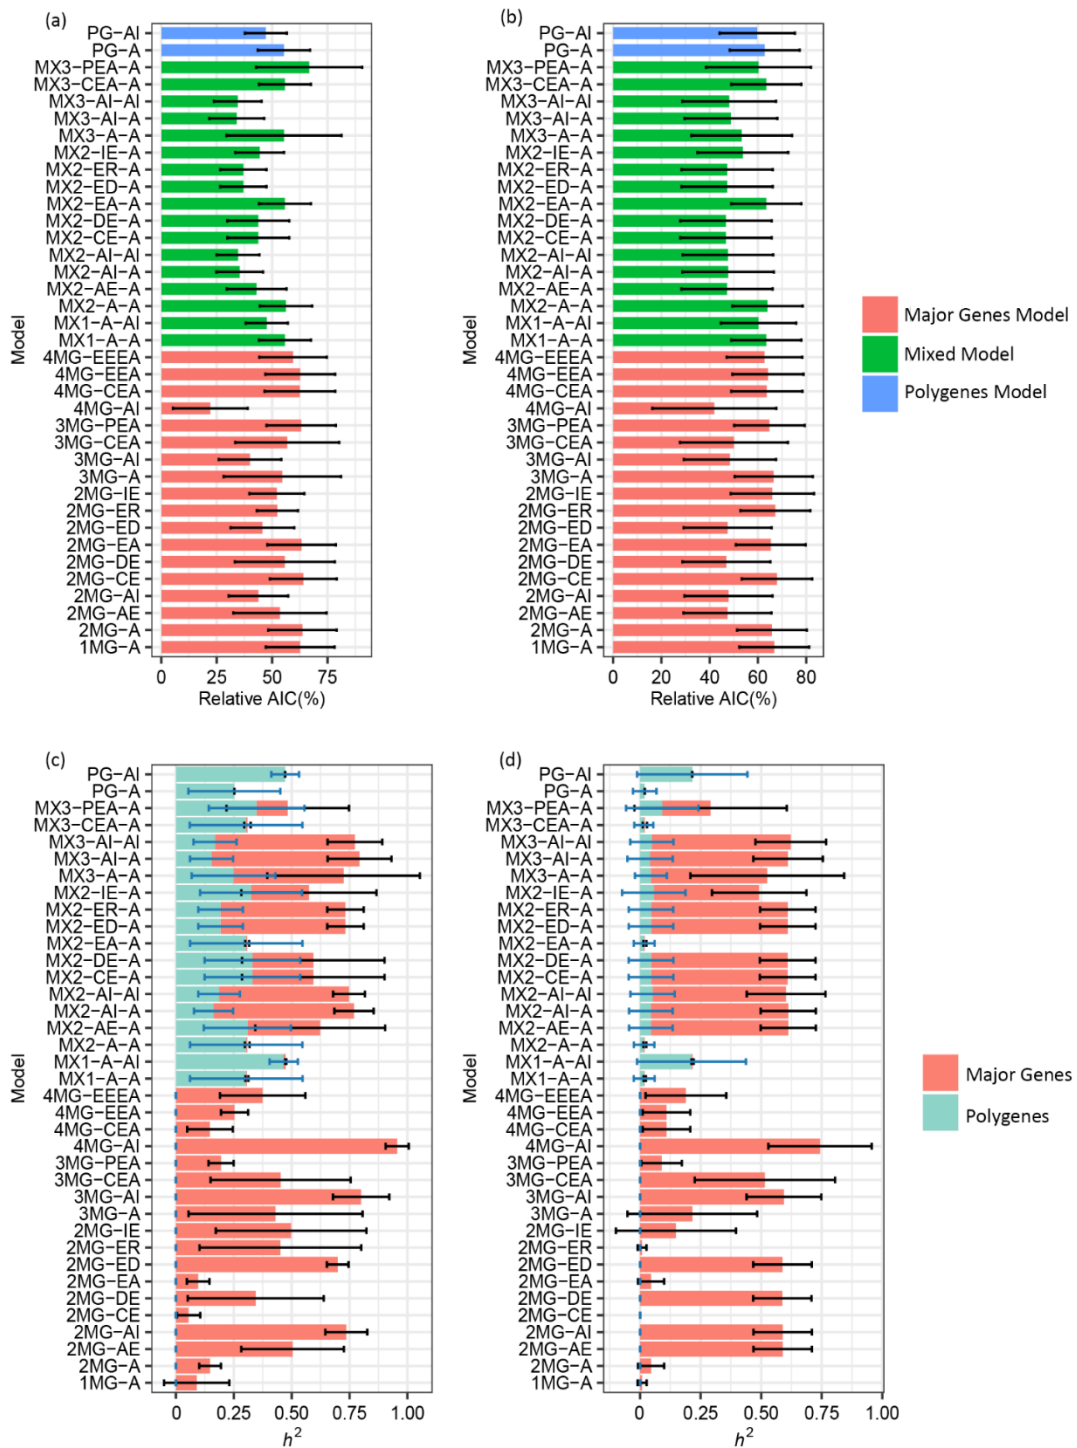 (a)
Model
PG-AI
PG-A
MX3-PEA-A
MX3-CEA-A
MX3-AI-AI
MX3-AI-A
MX3-A-A
MX2-IE-A
MX2-ER-A
MX2-ED-A
MX2-EA-A
MX2-DE-A
MX2-CE-A
MX2-AI-AI
MX2-AI-A
MX2-AE-A
MX2-A-A
MX1-A-AI
MX1-A-A
4MG-EEEA
4MG-EEA
4MG-CEA
4MG-AI
3MG-PEA
3MG-CEA
3MG-AI
3MG-A
2MG-IE
2MG-ER
2MG-ED
2MG-EA
2MG-DE
2MG-CE
2MG-AI
2MG-AE
2MG-A
1MG-A
0 25 50 75
Relative AIC(%)
(b)
Model
PG-AI
PG-A
MX3-PEA-A
MX3-CEA-A
MX3-AI-AI
MX3-AI-A
MX3-A-A
MX2-IE-A
MX2-ER-A
MX2-ED-A
MX2-EA-A
MX2-DE-A
MX2-CE-A
MX2-AI-AI
MX2-AI-A
MX2-AE-A
MX2-A-A
MX1-A-AI
MX1-A-A
4MG-EEEA
4MG-EEA
4MG-CEA
4MG-AI
3MG-PEA
3MG-CEA
3MG-AI
3MG-A
2MG-IE
2MG-ER
2MG-ED
2MG-EA
2MG-DE
2MG-CE
2MG-AI
2MG-AE
2MG-A
1MG-A
0 20 40 60 80
Relative AIC(%)
Major Genes Model
Mixed Model
Polygenes Model
(c)
Model
PG-AI
PG-A
MX3-PEA-A
MX3-CEA-A
MX3-AI-AI
MX3-AI-A
MX3-A-A
MX2-IE-A
MX2-ER-A
MX2-ED-A
MX2-EA-A
MX2-DE-A
MX2-CE-A
MX2-AI-AI
MX2-AI-A
MX2-AE-A
MX2-A-A
MX1-A-AI
MX1-A-A
4MG-EEEA
4MG-EEA
4MG-CEA
4MG-AI
3MG-PEA
3MG-CEA
3MG-AI
3MG-A
2MG-IE
2MG-ER
2MG-ED
2MG-EA
2MG-DE
2MG-CE
2MG-AI
2MG-AE
2MG-A
1MG-A
0 0.25 0.50 0.75 1.00
h²
(d)
Model
PG-AI
PG-A
MX3-PEA-A
MX3-CEA-A
MX3-AI-AI
MX3-AI-A
MX3-A-A
MX2-IE-A
MX2-ER-A
MX2-ED-A
MX2-EA-A
MX2-DE-A
MX2-CE-A
MX2-AI-AI
MX2-AI-A
MX2-AE-A
MX2-A-A
MX1-A-AI
MX1-A-A
4MG-EEEA
4MG-EEA
4MG-CEA
4MG-AI
3MG-PEA
3MG-CEA
3MG-AI
3MG-A
2MG-IE
2MG-ER
2MG-ED
2MG-EA
2MG-DE
2MG-CE
2MG-AI
2MG-AE
2MG-A
1MG-A
0 0.25 0.50 0.75 1.00
h²
Major Genes
Polygenes